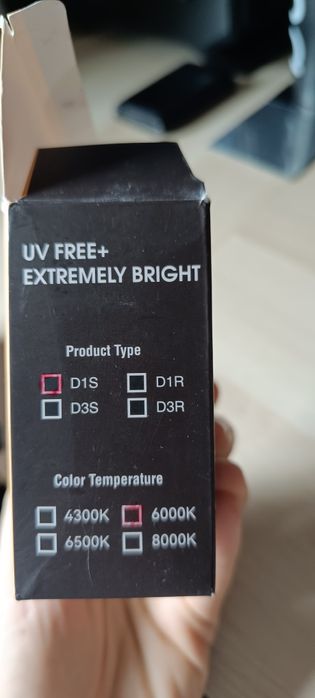 UV FREE+
EXTREMELY BRIGHT
Product Type
D1S D1R
D3S D3R
Color Temperature
4300K 6000K
6500K 8000K